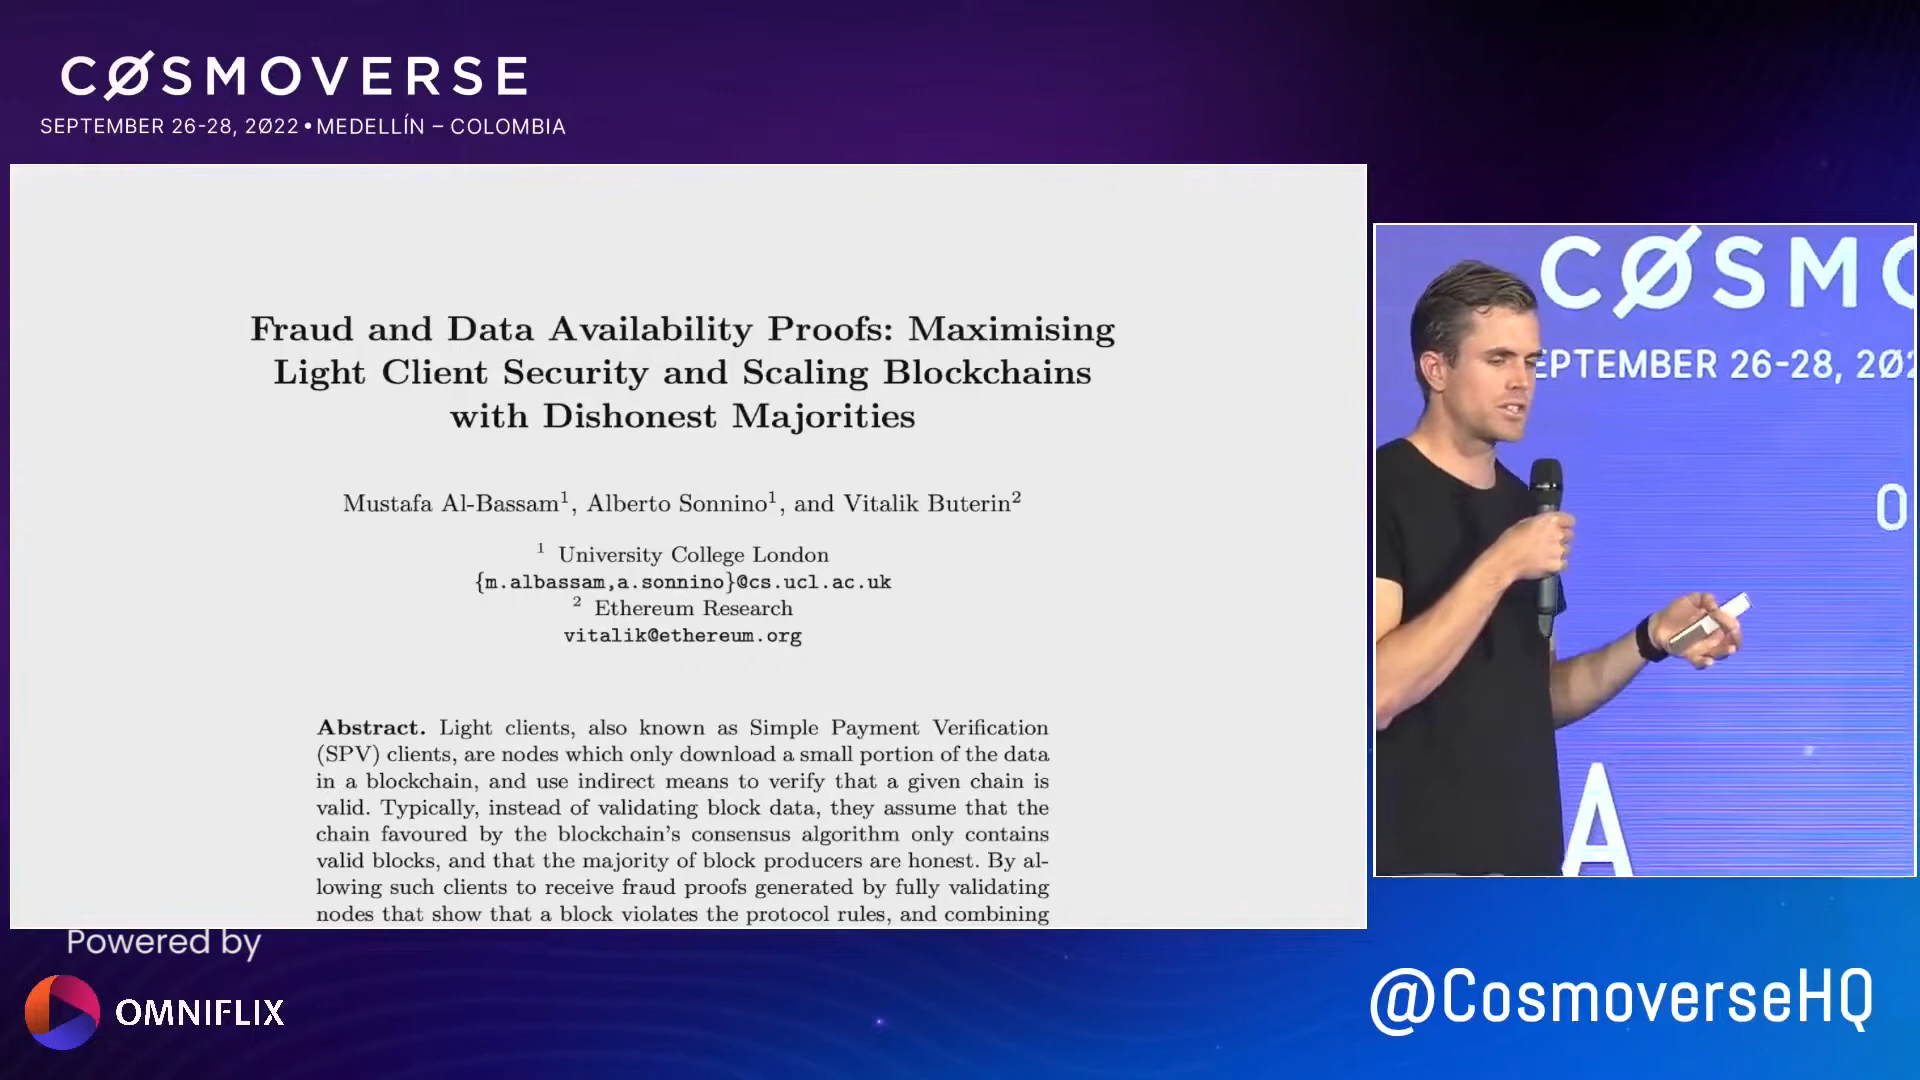 CØSMOVERSE
SEPTEMBER 26-28, 2Ø22 • MEDELLÍN – COLOMBIA
Fraud and Data Availability Proofs: Maximising
Light Client Security and Scaling Blockchains
with Dishonest Majorities
Mustafa Al-Bassam¹, Alberto Sonnino¹, and Vitalik Buterin²
¹ University College London
{m.albassam,a.sonnino}@cs.ucl.ac.uk
² Ethereum Research
vitalik@ethereum.org
Abstract. Light clients, also known as Simple Payment Verification
(SPV) clients, are nodes which only download a small portion of the data
in a blockchain, and use indirect means to verify that a given chain is
valid. Typically, instead of validating block data, they assume that the
chain favoured by the blockchain's consensus algorithm only contains
valid blocks, and that the majority of block producers are honest. By al-
lowing such clients to receive fraud proofs generated by fully validating
nodes that show that a block violates the protocol rules, and combining
CØSMO
EPTEMBER 26-28, 2Ø2
O
A
Powered by
OMNIFLIX
@CosmoverseHQ